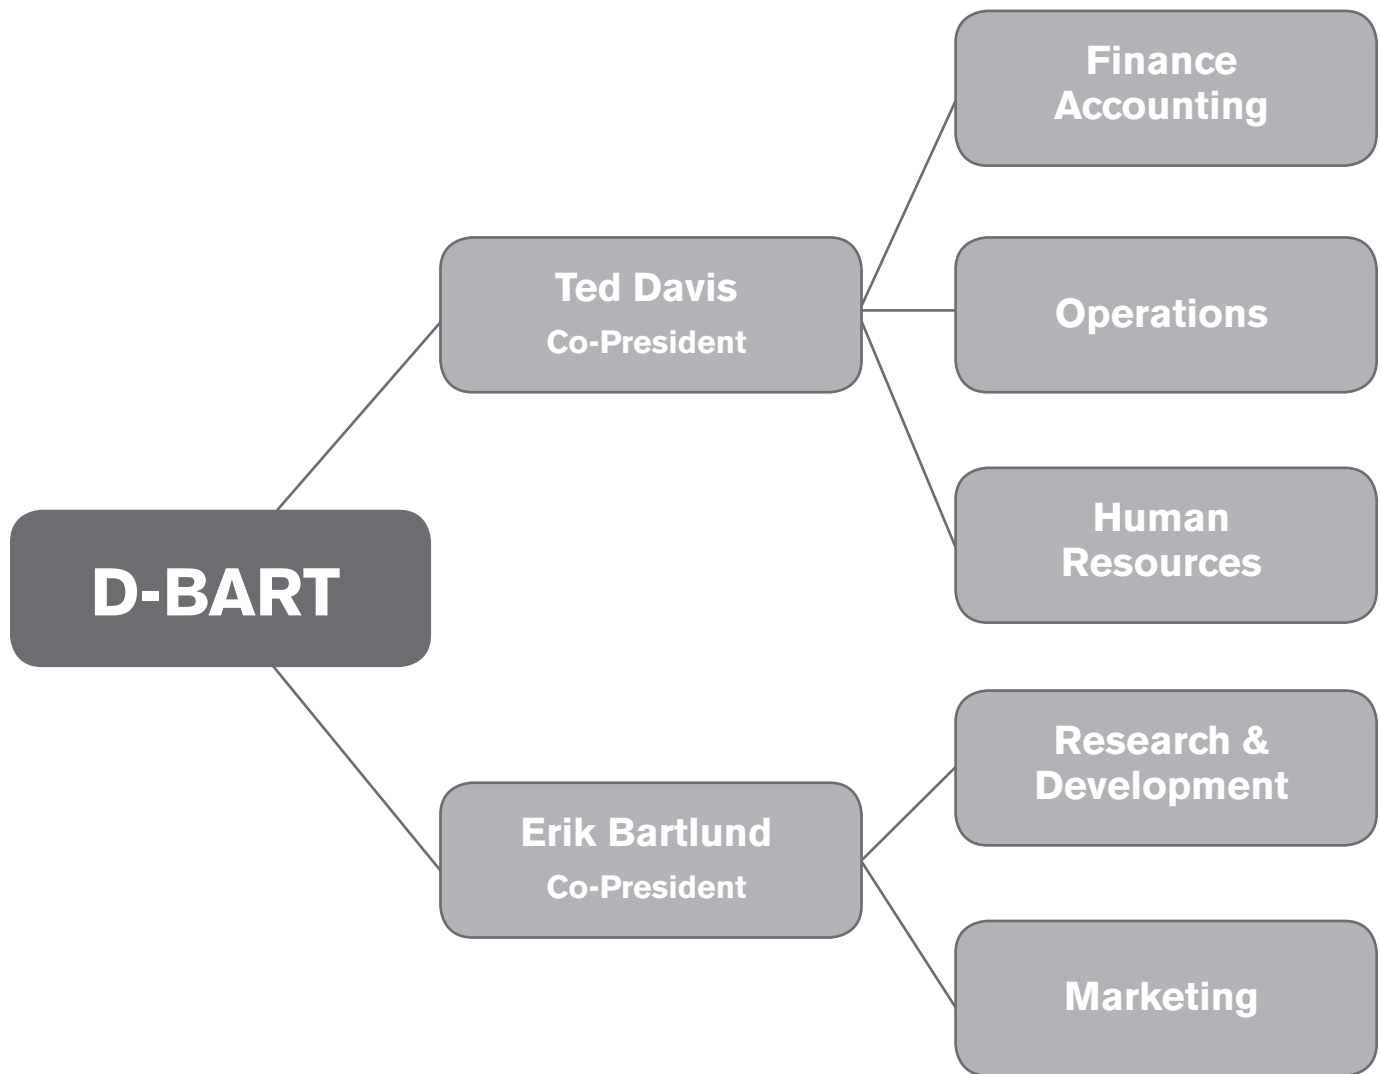 D-BART
Ted Davis
Co-President
Finance
Accounting
Operations
Human
Resources
Erik Bartlund
Co-President
Research &
Development
Marketing